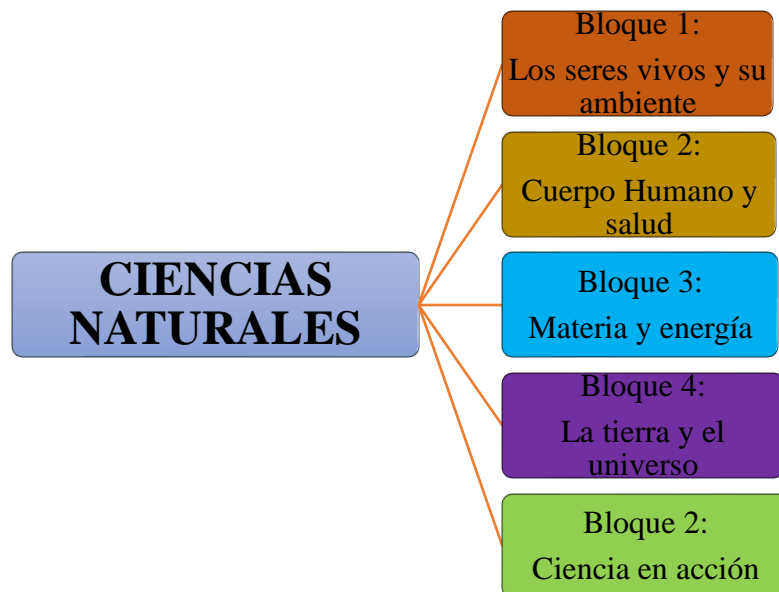 CIENCIAS
NATURALES
Bloque 1:
Los seres vivos y su
ambiente
Bloque 2:
Cuerpo Humano y
salud
Bloque 3:
Materia y energía
Bloque 4:
La tierra y el
universo
Bloque 2:
Ciencia en acción